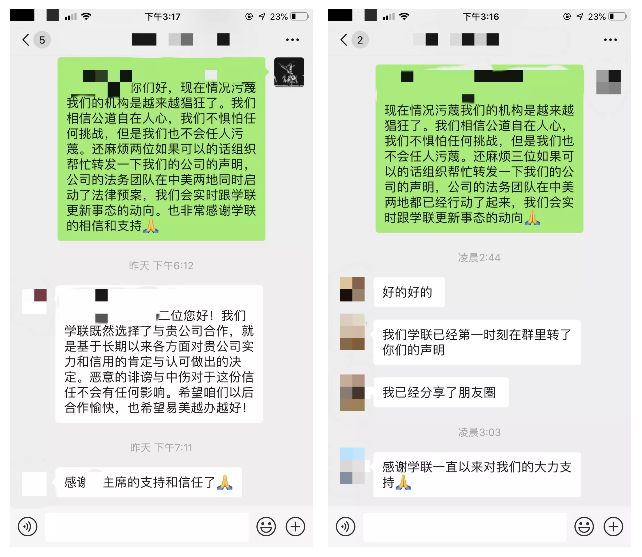 下午3:17
23%
5
你们好，现在情况污蔑
我们的机构是越来越猖狂了。我们
相信公道自在人心，我们不惧怕任
何挑战，但是我们也不会任人污
蔑。还麻烦两位如果可以的话组织
帮忙转发一下我们的公司的声明，
公司的法务团队在中美两地同时启
动了法律预案，我们会实时跟学联
更新事态的动向。也非常感谢学联
的相信和支持🙏
昨天 下午6:12
二位您好！我们
学联既然选择了与贵公司合作，就
是基于长期以来各方面对贵公司实
力和信用的肯定与认可做出的决
定。恶意的诽谤与中伤对于这份信
任不会有任何影响。希望咱们以后
合作愉快，也希望易美越办越好！
昨天 下午7:11
感谢 主席的支持和信任了🙏
下午3:16
23%
2
现在情况污蔑我们的机构是越来越
猖狂了。我们相信公道自在人心，
我们不惧怕任何挑战，但是我们也
不会任人污蔑。还麻烦三位如果可
以的话组织帮忙转发一下我们的公
司的声明，公司的法务团队在中美
两地都已经行动了起来，我们会实
时跟学联更新事态的动向🙏
凌晨2:44
好的好的
我们学联已经第一时刻在群里转了
你们的声明
我已经分享了朋友圈
凌晨3:03
感谢学联一直以来对我们的大力支
持🙏